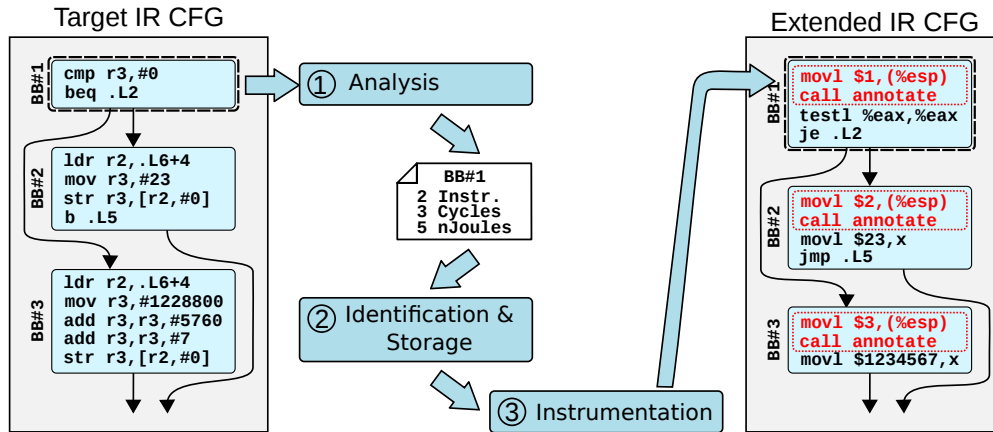 Target IR CFG
BB#1
cmp r3,#0
beq .L2
BB#2
ldr r2,.L6+4
mov r3,#23
str r3,[r2,#0]
b .L5
BB#3
ldr r2,.L6+4
mov r3,#1228800
add r3,r3,#5760
add r3,r3,#7
str r3,[r2,#0]
① Analysis
BB#1
2 Instr.
3 Cycles
5 nJoules
② Identification &
Storage
③ Instrumentation
Extended IR CFG
BB#1
movl $1,(%esp)
call annotate
testl %eax,%eax
je .L2
BB#2
movl $2,(%esp)
call annotate
movl $23,x
jmp .L5
BB#3
movl $3,(%esp)
call annotate
movl $1234567,x